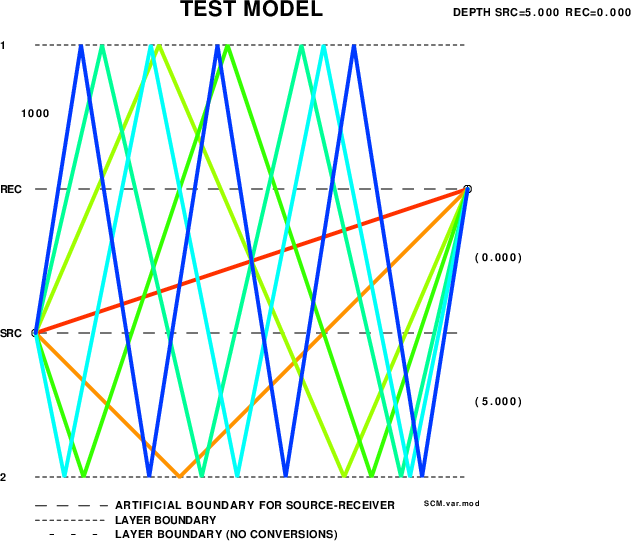 TEST MODEL
DEPTH SRC=5.000 REC=0.000
1
1000
REC
(0.000)
SRC
(5.000)
2
ARTIFICIAL BOUNDARY FOR SOURCE-RECEIVER
SCM.var.mod
LAYER BOUNDARY
LAYER BOUNDARY (NO CONVERSIONS)